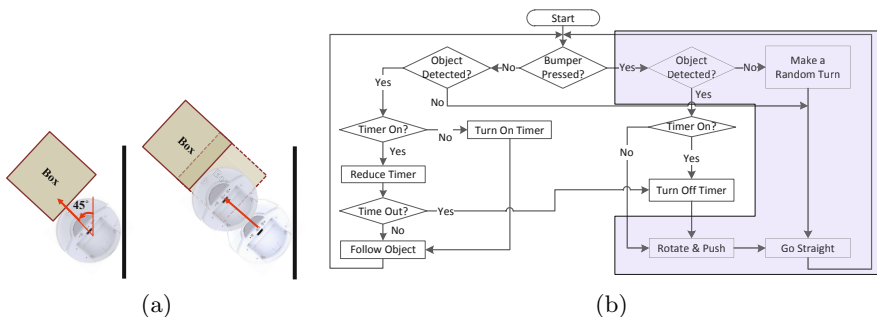 Box
45°
Box
(a)
Start
Object
Detected?
Bumper
Pressed?
Object
Detected?
Make a
Random Turn
No
Yes
No
Yes
Yes
No
Timer On?
No
Turn On Timer
Timer On?
Yes
No
Yes
Reduce Timer
Time Out?
Yes
Turn Off Timer
No
Follow Object
Rotate & Push
Go Straight
(b)